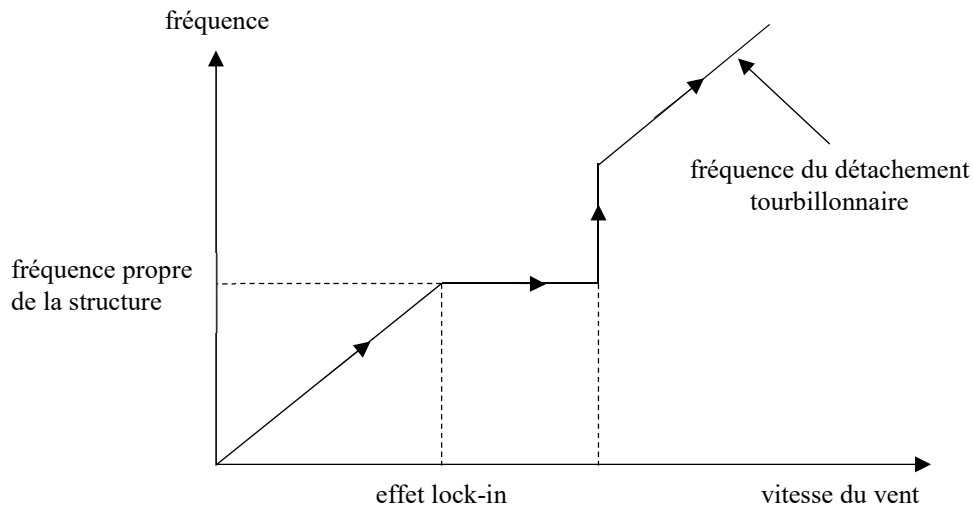 fréquence
fréquence du détachement
tourbillonnaire
fréquence propre
de la structure
effet lock-in
vitesse du vent